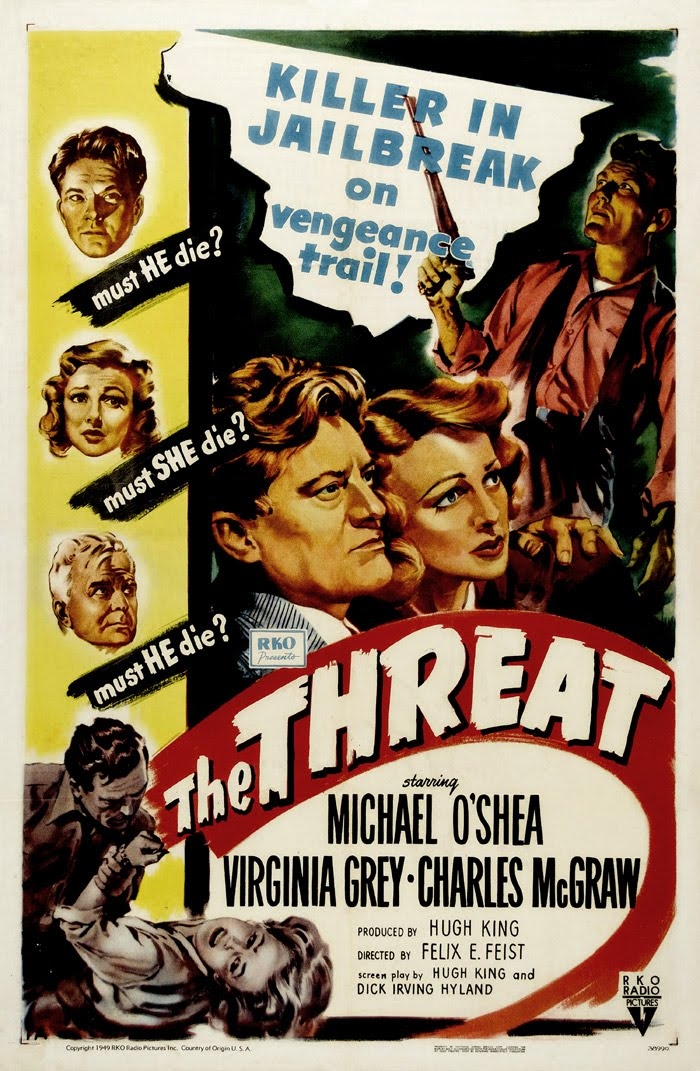 KILLER IN
JAILBREAK
on
vengeance
trail!
must HE die?
must SHE die?
must HE die?
RKO
Presents
The THREAT
starring
MICHAEL O'SHEA
VIRGINIA GREY · CHARLES McGRAW
PRODUCED BY HUGH KING
DIRECTED BY FELIX E. FEIST
screen play by HUGH KING and
DICK IRVING HYLAND
RKO
RADIO
PICTURES
Copyright 1949 RKO Radio Pictures Inc. Country of Origin U.S.A.